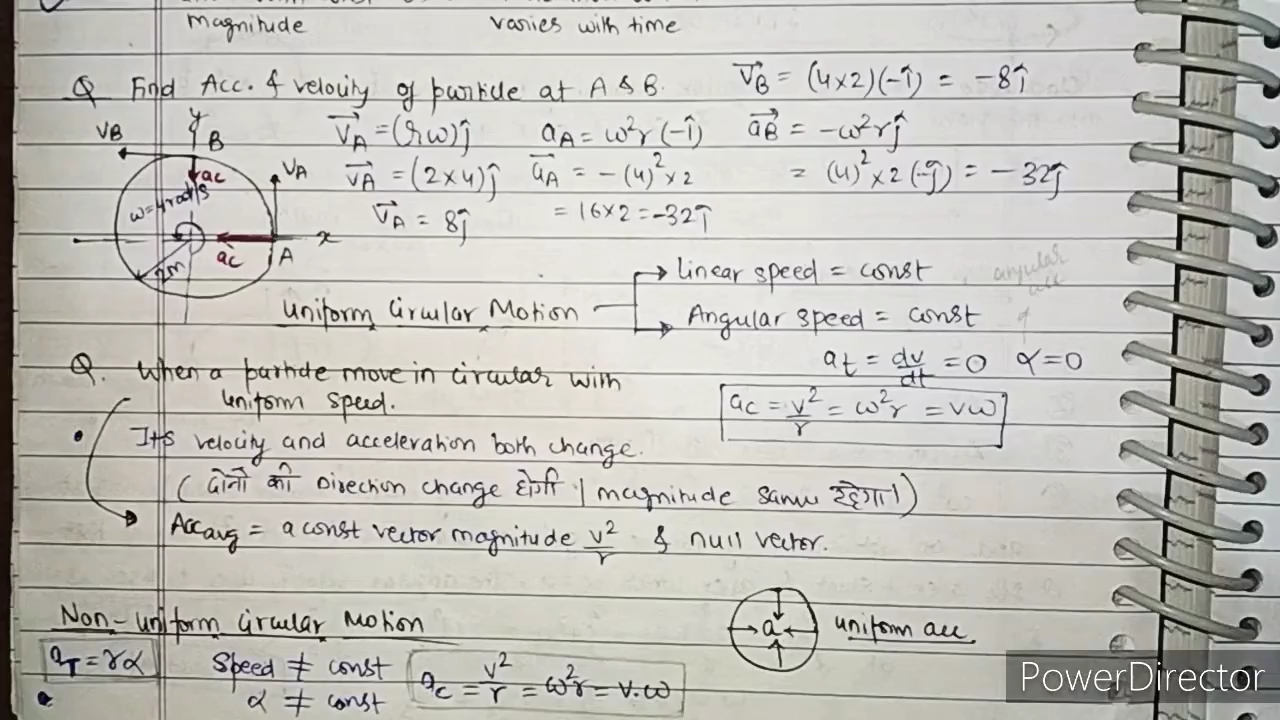 magnitude varies with time
Q Find Acc. & velocity of particle at A & B.
V⃗B = (4×2)(-î) = -8î
VB
y
B
V⃗A = (rω)ĵ
aA = ω²r(-î)
a⃗B = -ω²rĵ
ac
VA
ω=4rad/s
V⃗A = (2×4)ĵ
a⃗A = -(4)²×2
= (4)²×2(-ĵ) = -32ĵ
V⃗A = 8ĵ
= 16×2 = -32î
x
ac
A
2m
Uniform Circular Motion
→ linear speed = const
→ Angular speed = const
angular
acc
at = dv/dt = 0 α=0
Q. When a particle move in circular with
uniform speed.
ac = v²/r = ω²r = vω
• Its velocity and acceleration both change.
(दोनों की Direction change होगी | magnitude same रहेगा।)
Accavg = a const vector magnitude v²/r & null vector.
Non-uniform Circular Motion
a
uniform acc.
aT = rα
Speed ≠ const
ac = v²/r = ω²r = v.ω
α ≠ const
PowerDirector